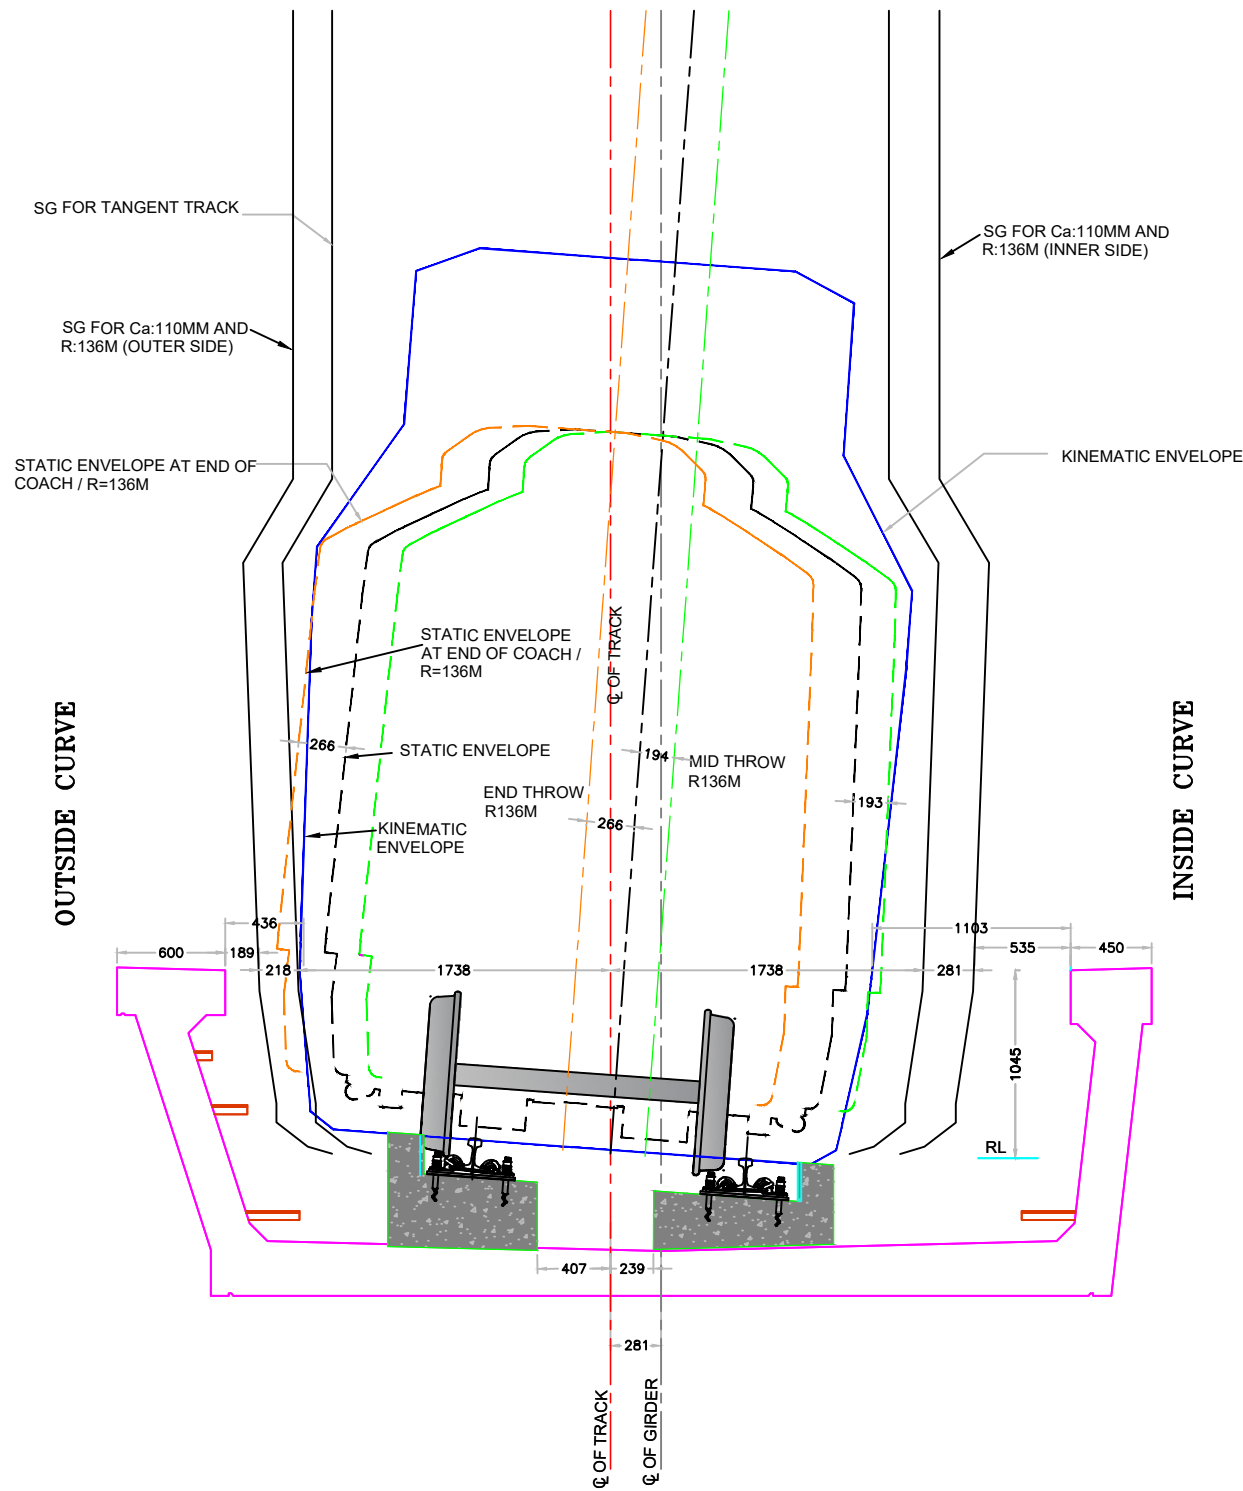 SG FOR TANGENT TRACK
SG FOR Ca:110MM AND
R:136M (INNER SIDE)
SG FOR Ca:110MM AND
R:136M (OUTER SIDE)
STATIC ENVELOPE AT END OF
COACH / R=136M
KINEMATIC ENVELOPE
STATIC ENVELOPE
AT END OF COACH /
R=136M
℄ OF TRACK
OUTSIDE CURVE
INSIDE CURVE
266
STATIC ENVELOPE
194
MID THROW
R136M
END THROW
R136M
266
193
KINEMATIC
ENVELOPE
436
1103
600
189
535
450
218
1738
1738
281
1045
RL
407
239
281
℄ OF TRACK
℄ OF GIRDER